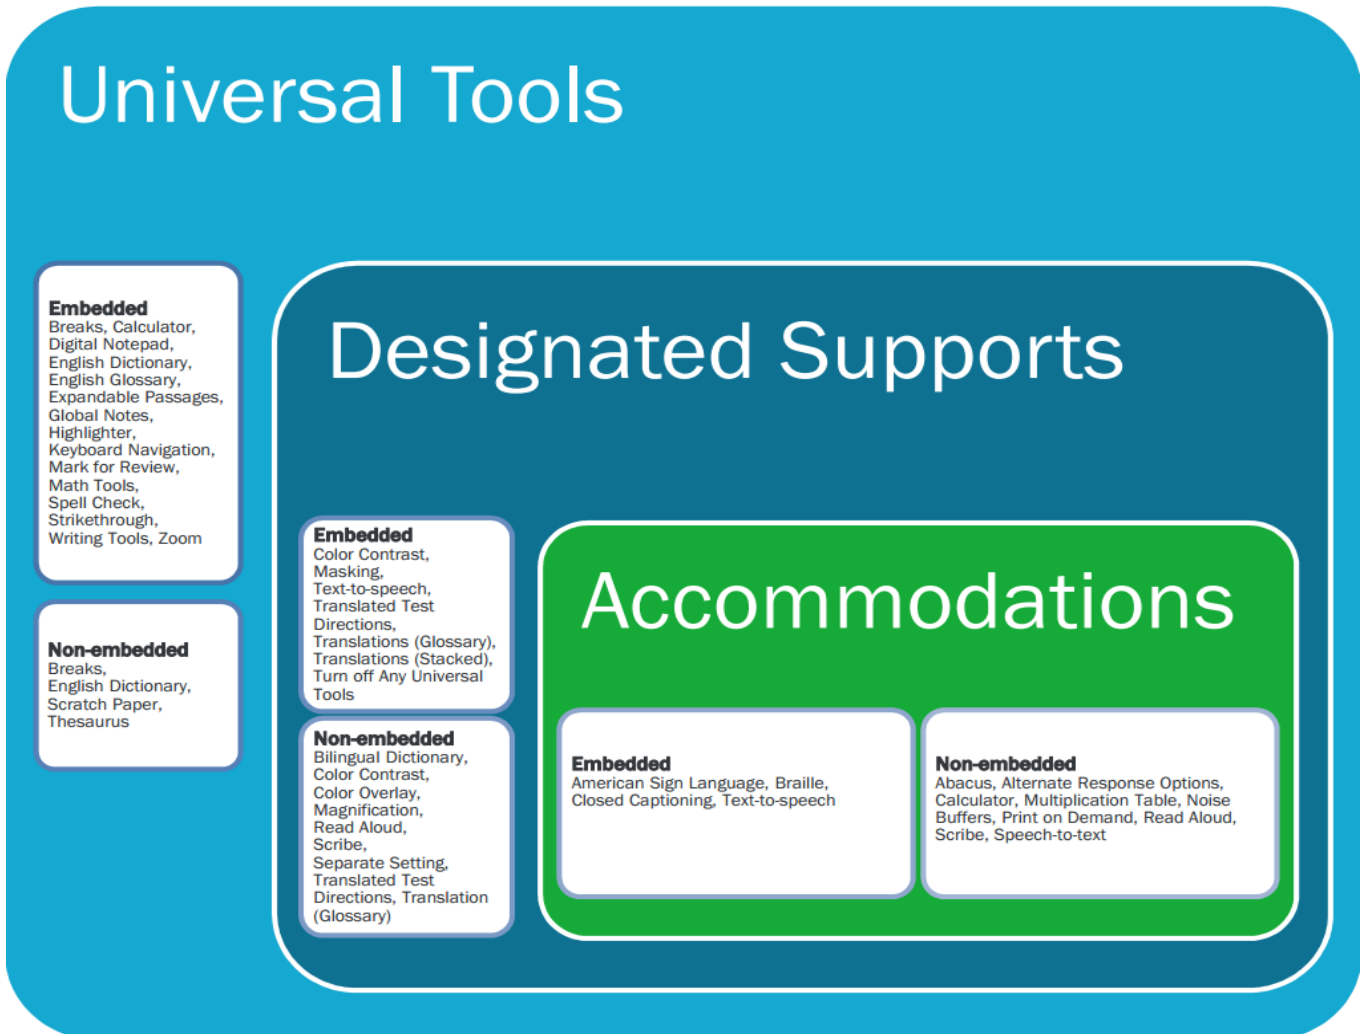 Universal Tools
Embedded
Breaks, Calculator,
Digital Notepad,
English Dictionary,
English Glossary,
Expandable Passages,
Global Notes,
Highlighter,
Keyboard Navigation,
Mark for Review,
Math Tools,
Spell Check,
Strikethrough,
Writing Tools, Zoom
Non-embedded
Breaks,
English Dictionary,
Scratch Paper,
Thesaurus
Designated Supports
Embedded
Color Contrast,
Masking,
Text-to-speech,
Translated Test
Directions,
Translations (Glossary),
Translations (Stacked),
Turn off Any Universal
Tools
Non-embedded
Bilingual Dictionary,
Color Contrast,
Color Overlay,
Magnification,
Read Aloud,
Scribe,
Separate Setting,
Translated Test
Directions, Translation
(Glossary)
Accommodations
Embedded
American Sign Language, Braille,
Closed Captioning, Text-to-speech
Non-embedded
Abacus, Alternate Response Options,
Calculator, Multiplication Table, Noise
Buffers, Print on Demand, Read Aloud,
Scribe, Speech-to-text